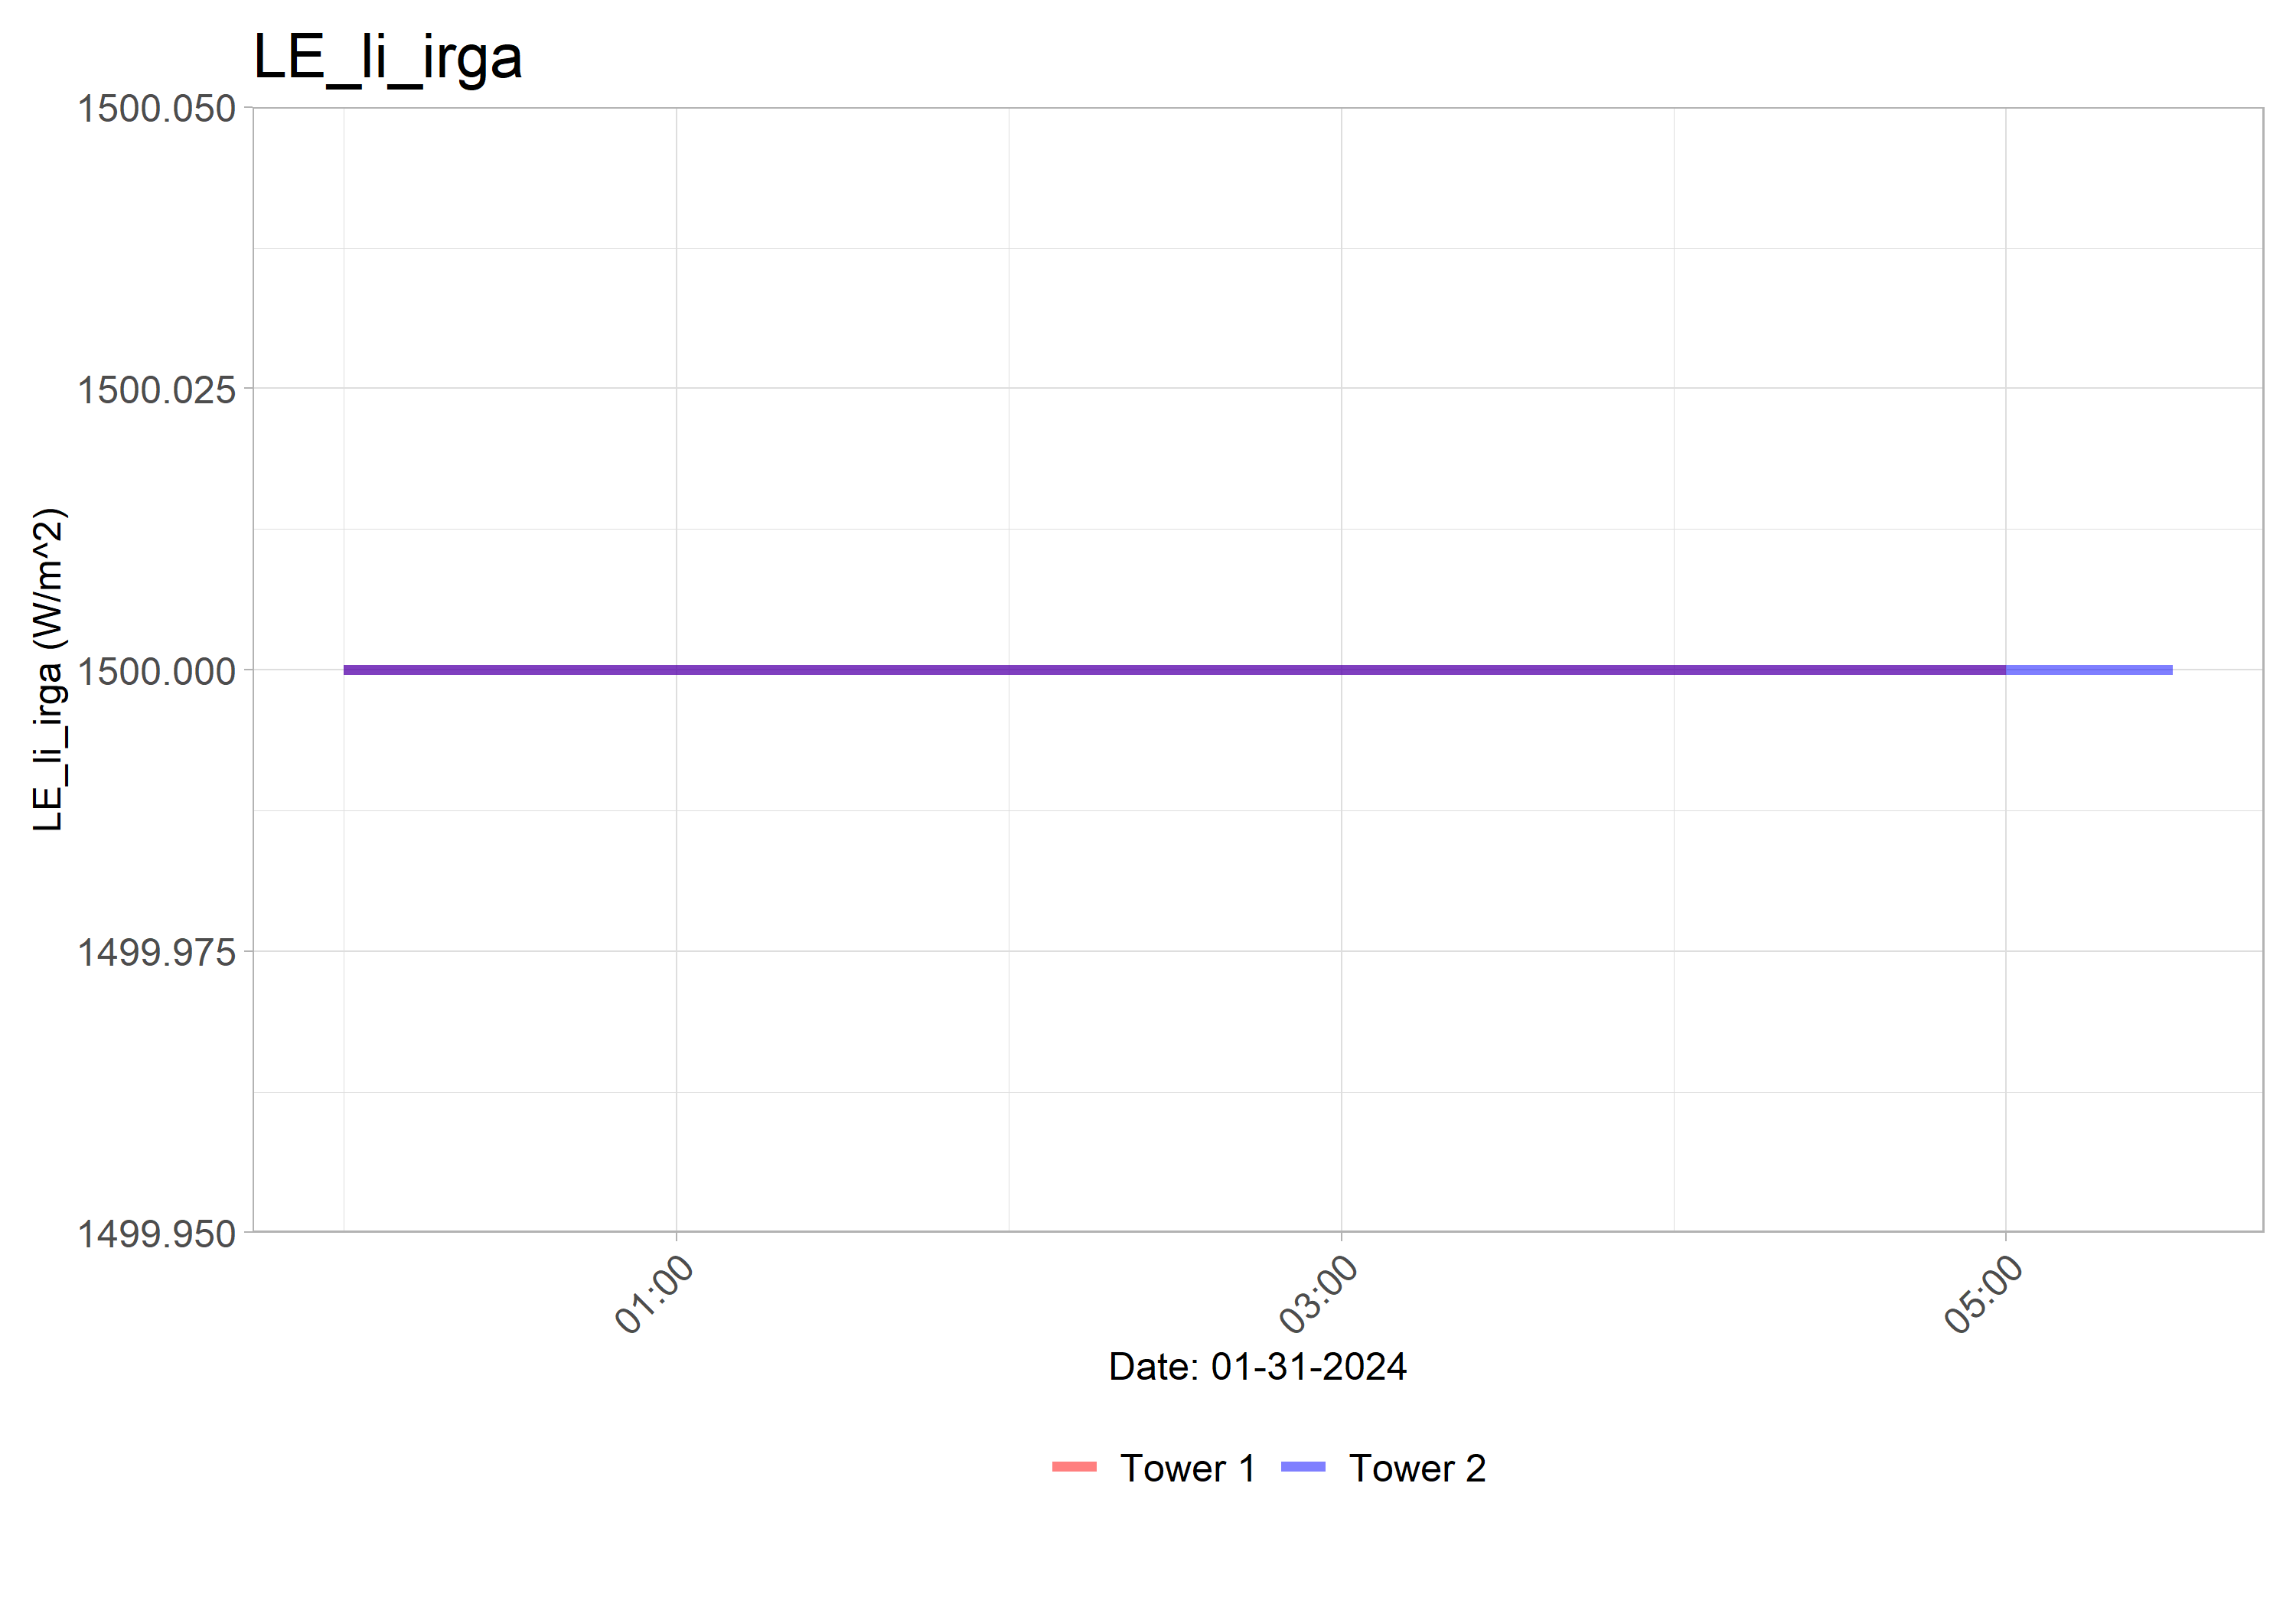 LE_li_irga
1500.050
1500.025
1500.000
1499.975
1499.950
LE_li_irga (W/m^2)
01:00
03:00
05:00
Date: 01-31-2024
Tower 1
Tower 2